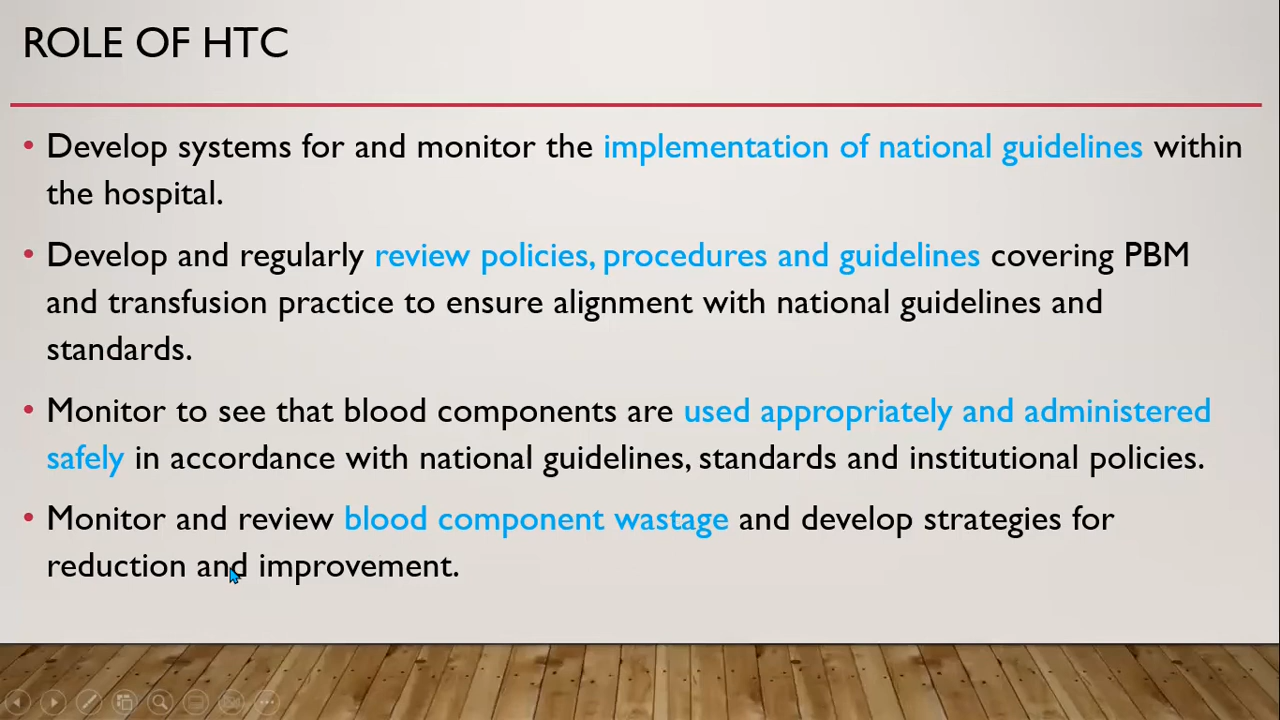 ROLE OF HTC
• Develop systems for and monitor the implementation of national guidelines within
the hospital.
• Develop and regularly review policies, procedures and guidelines covering PBM
and transfusion practice to ensure alignment with national guidelines and
standards.
• Monitor to see that blood components are used appropriately and administered
safely in accordance with national guidelines, standards and institutional policies.
• Monitor and review blood component wastage and develop strategies for
reduction and improvement.